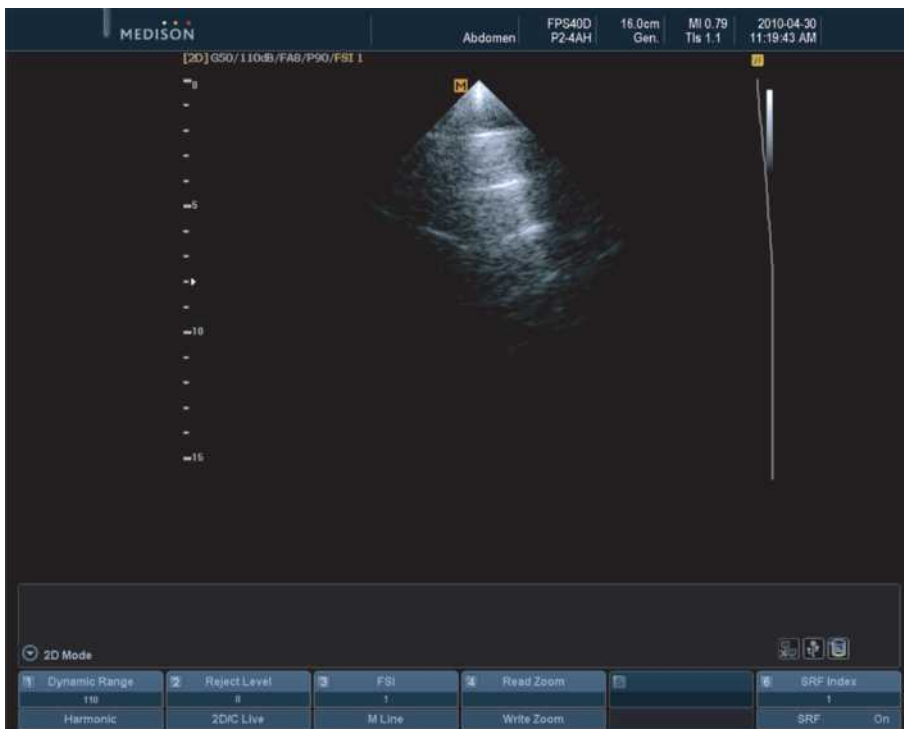 MEDISON
Abdomen
FPS40D
P2-4AH
16.0cm
Gen.
MI 0.79
TIs 1.1
2010-04-30
11:19:43 AM
[2D] G50/110dB/FA8/P90/FSI 1
M
0
5
10
15
2D Mode
1 Dynamic Range
110
Harmonic
2 Reject Level
8
2D/C Live
3 FSI
1
M Line
4 Read Zoom
Write Zoom
5
6 SRF Index
1
SRF On